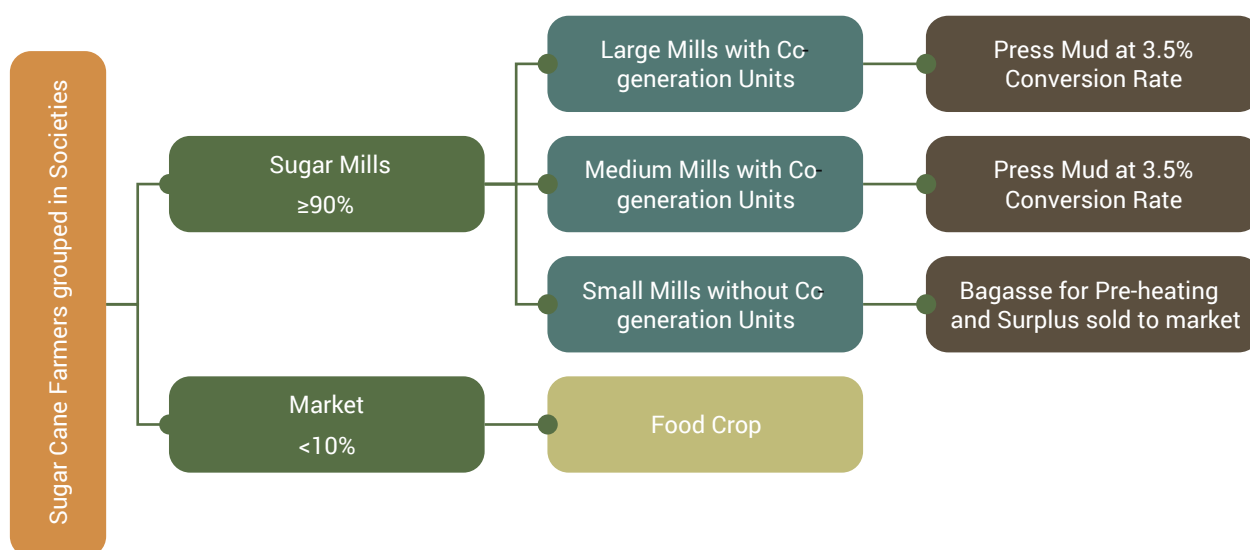 Sugar Cane Farmers grouped in Societies
Sugar Mills
≥90%
Large Mills with Co-
generation Units
Press Mud at 3.5%
Conversion Rate
Medium Mills with Co-
generation Units
Press Mud at 3.5%
Conversion Rate
Small Mills without Co-
generation Units
Bagasse for Pre-heating
and Surplus sold to market
Market
<10%
Food Crop